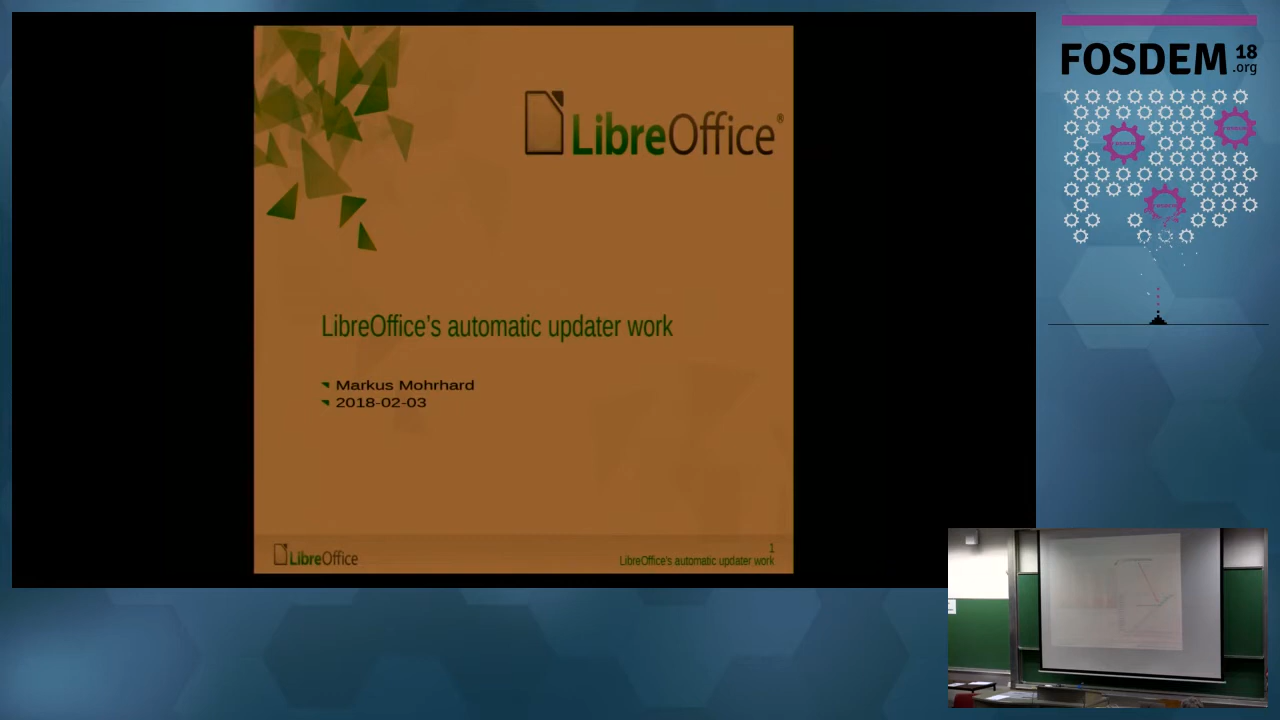 FOSDEM 18
.org
LibreOffice®
LibreOffice’s automatic updater work
Markus Mohrhard
2018-02-03
LibreOffice
1
LibreOffice's automatic updater work